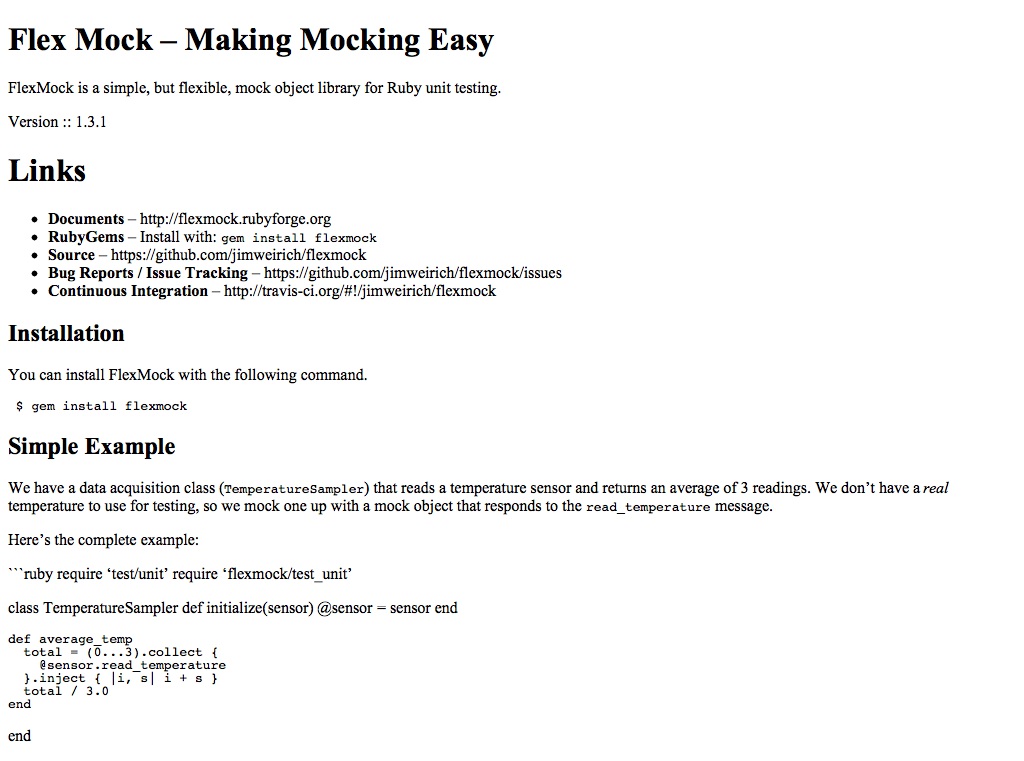 Flex Mock – Making Mocking Easy
FlexMock is a simple, but flexible, mock object library for Ruby unit testing.
Version :: 1.3.1
Links
• Documents – http://flexmock.rubyforge.org
• RubyGems – Install with: gem install flexmock
• Source – https://github.com/jimweirich/flexmock
• Bug Reports / Issue Tracking – https://github.com/jimweirich/flexmock/issues
• Continuous Integration – http://travis-ci.org/#!/jimweirich/flexmock
Installation
You can install FlexMock with the following command.
$ gem install flexmock
Simple Example
We have a data acquisition class (TemperatureSampler) that reads a temperature sensor and returns an average of 3 readings. We don’t have a real
temperature to use for testing, so we mock one up with a mock object that responds to the read_temperature message.
Here’s the complete example:
```ruby require ‘test/unit’ require ‘flexmock/test_unit’
class TemperatureSampler def initialize(sensor) @sensor = sensor end
def average_temp
  total = (0...3).collect {
    @sensor.read_temperature
  }.inject { |i, s| i + s }
  total / 3.0
end
end